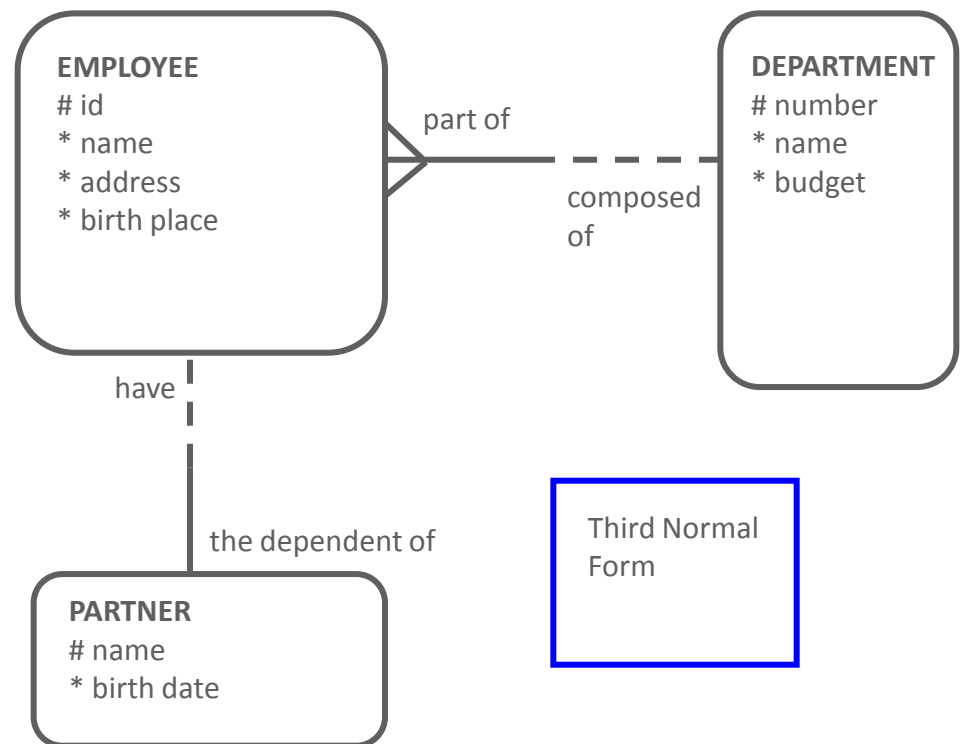 EMPLOYEE
# id
* name
* address
* birth place
part of
composed
of
DEPARTMENT
# number
* name
* budget
have
the dependent of
PARTNER
# name
* birth date
Third Normal
Form